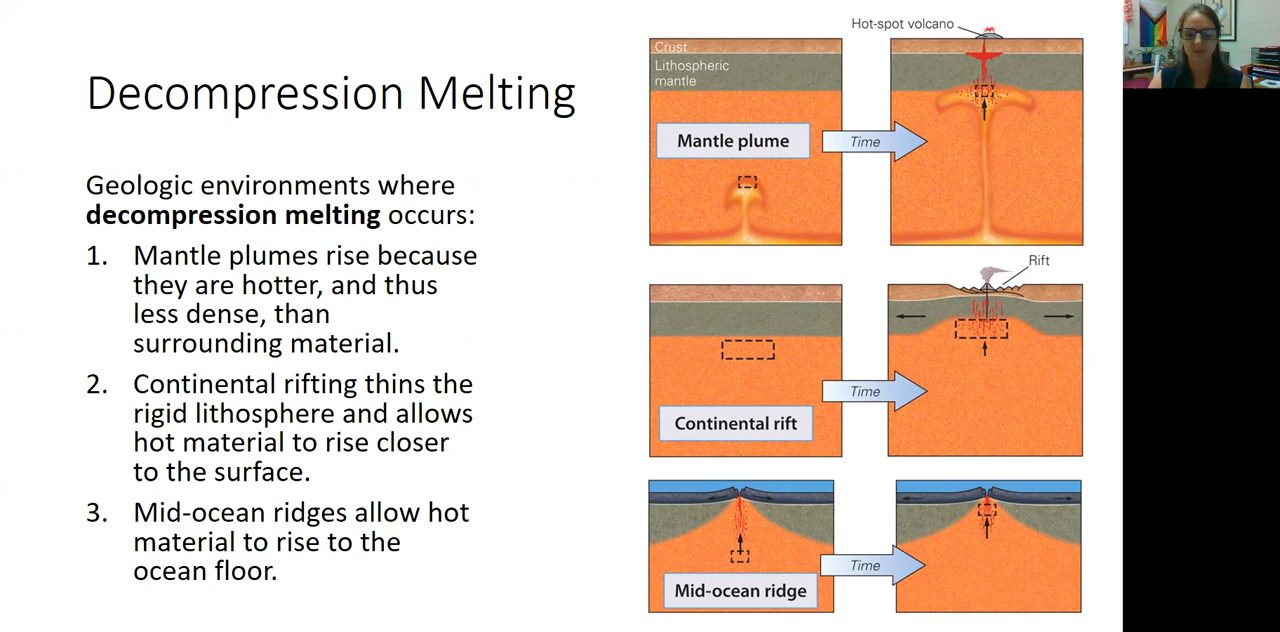 Decompression Melting
Geologic environments where
decompression melting occurs:
1. Mantle plumes rise because
they are hotter, and thus
less dense, than
surrounding material.
2. Continental rifting thins the
rigid lithosphere and allows
hot material to rise closer
to the surface.
3. Mid-ocean ridges allow hot
material to rise to the
ocean floor.
Hot-spot volcano
Crust
Lithospheric
mantle
Mantle plume
Time
Rift
Continental rift
Time
Mid-ocean ridge
Time